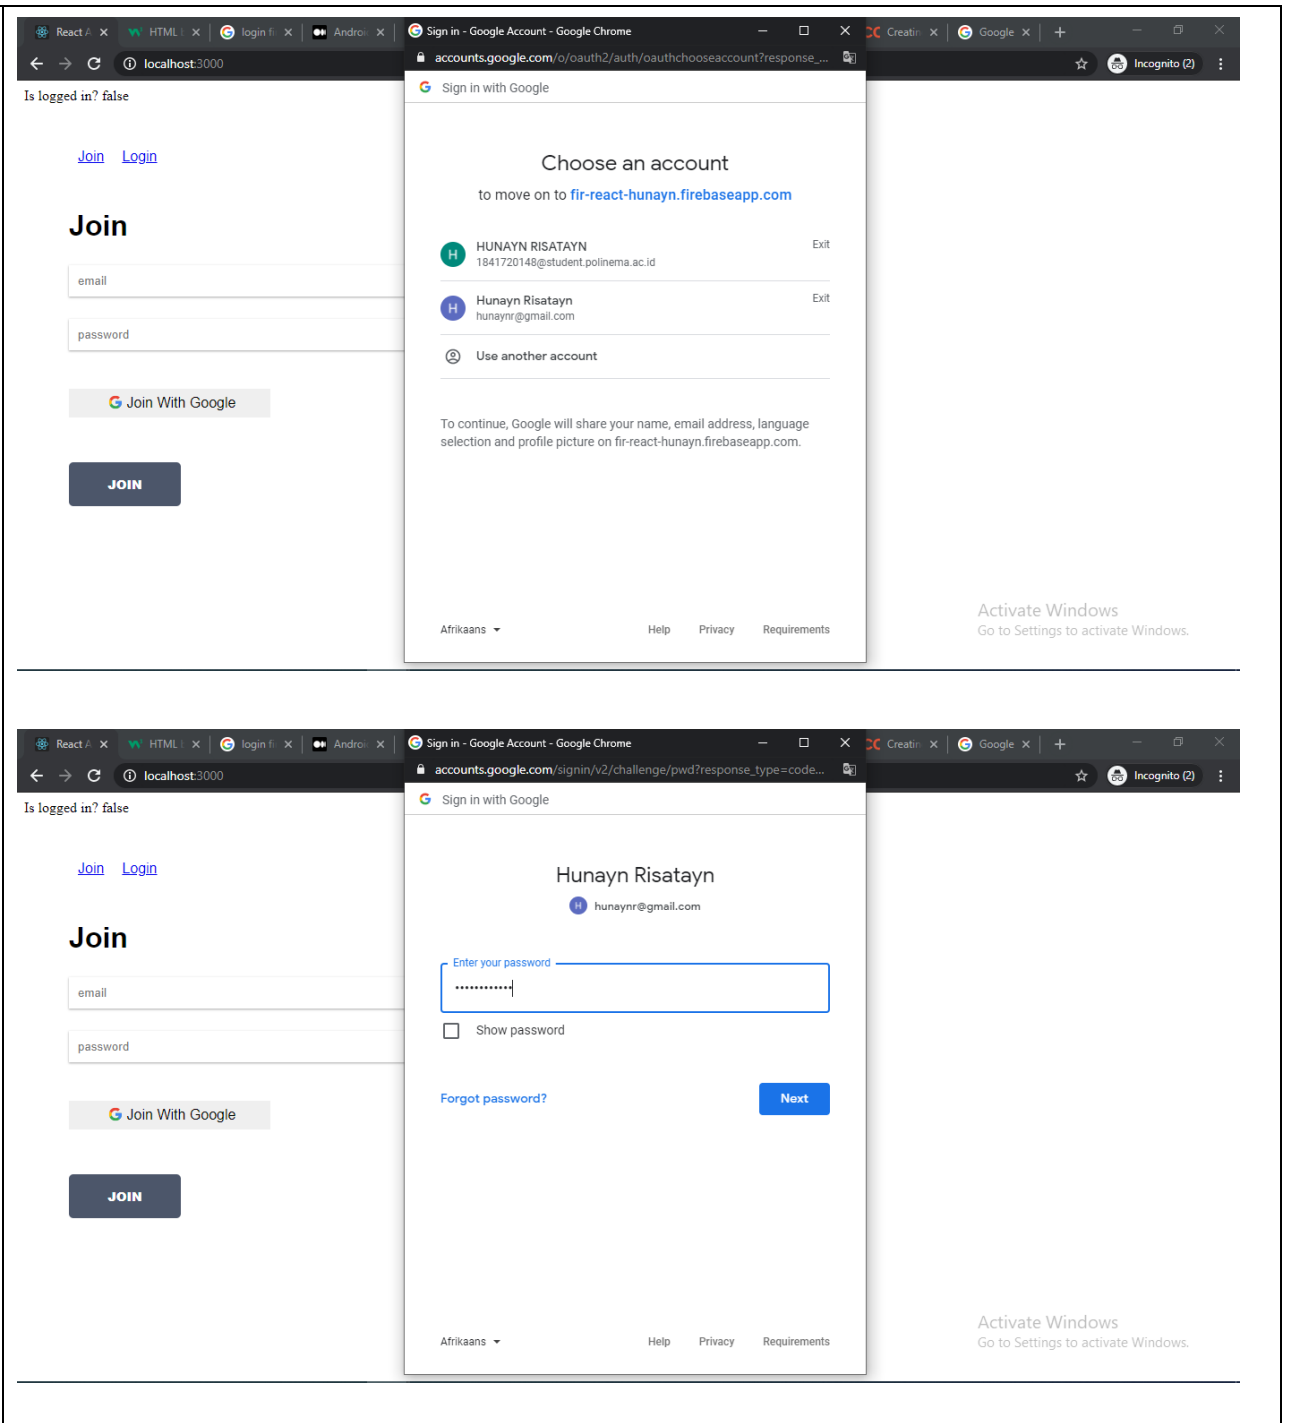 React A
HTML
login fi
Androi
Sign in - Google Account - Google Chrome
Creatin
Google
localhost:3000
accounts.google.com/o/oauth2/auth/oauthchooseaccount?response_...
Incognito (2)
Is logged in? false
Sign in with Google
Join Login
Choose an account
to move on to fir-react-hunayn.firebaseapp.com
Join
HUNAYN RISATAYN
Exit
1841720148@student.polinema.ac.id
email
Hunayn Risatayn
Exit
hunaynr@gmail.com
password
Use another account
Join With Google
To continue, Google will share your name, email address, language
selection and profile picture on fir-react-hunayn.firebaseapp.com.
JOIN
Activate Windows
Go to Settings to activate Windows.
Afrikaans
Help Privacy Requirements
React A
HTML
login fi
Androi
Sign in - Google Account - Google Chrome
Creatin
Google
localhost:3000
accounts.google.com/signin/v2/challenge/pwd?response_type=code...
Incognito (2)
Is logged in? false
Sign in with Google
Join Login
Hunayn Risatayn
hunaynr@gmail.com
Join
Enter your password
email
Show password
password
Forgot password?
Next
Join With Google
JOIN
Activate Windows
Go to Settings to activate Windows.
Afrikaans
Help Privacy Requirements